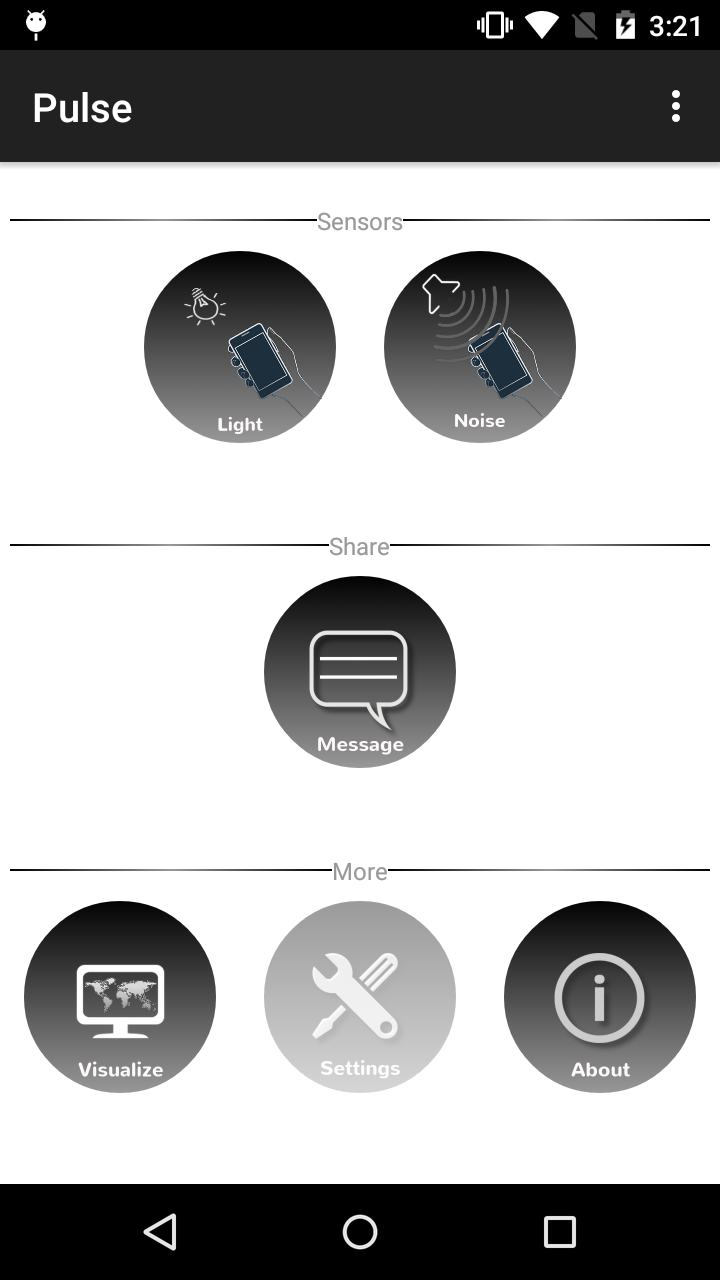 3:21
Pulse
Sensors
Light
Noise
Share
Message
More
Visualize
Settings
About